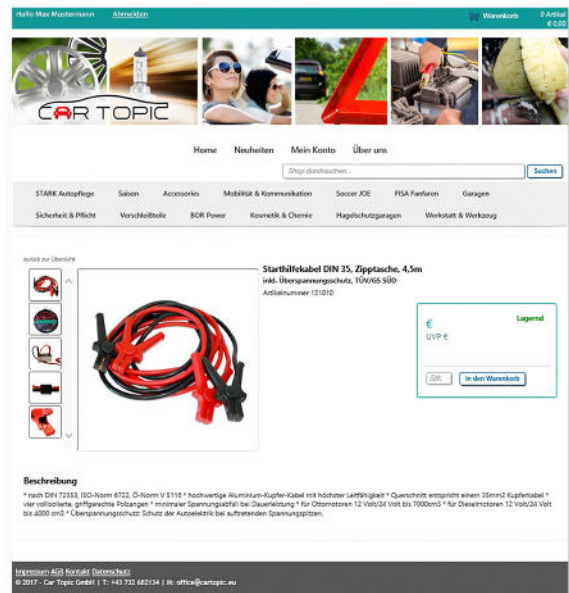 Hallo Max Mustermann Abmelden Warenkorb 0 Artikel
€ 0,00
CAR TOPIC
Home Neuheiten Mein Konto Über uns
Shop durchsuchen... Suchen
STARK Autopflege Saison Accessories Mobilität & Kommunikation Soccer JOE FISA Fanfaren Garagen
Sicherheit & Pflicht Verschleißteile BOR Power Kosmetik & Chemie Hagelschutzgaragen Werkstatt & Werkzeug
zurück zur Übersicht
Starthilfekabel DIN 35, Zipptasche, 4,5m
inkl. Überspannungsschutz, TÜV/GS SÜD
Artikelnummer 121010
€ Lagernd
UVP €
Stk. In den Warenkorb
Beschreibung
* nach DIN 72553, ISO-Norm 6722, Ö-Norm V 5116 * hochwertige Aluminium-Kupfer-Kabel mit höchster Leitfähigkeit * Querschnitt entspricht einem 25mm2 Kupferkabel *
vier vollisolierte, griffgerechte Polzangen * minimaler Spannungsabfall bei Dauerleistung * für Ottomotoren 12 Volt/24 Volt bis 7000cm3 * für Dieselmotoren 12 Volt/24 Volt
bis 4000 cm3 * Überspannungsschutz: Schutz der Autoelektrik bei auftretenden Spannungspitzen.
Impressum AGB Kontakt Datenschutz
© 2017 - Car Topic GmbH | T: +43 732 682134 | M: office@cartopic.eu